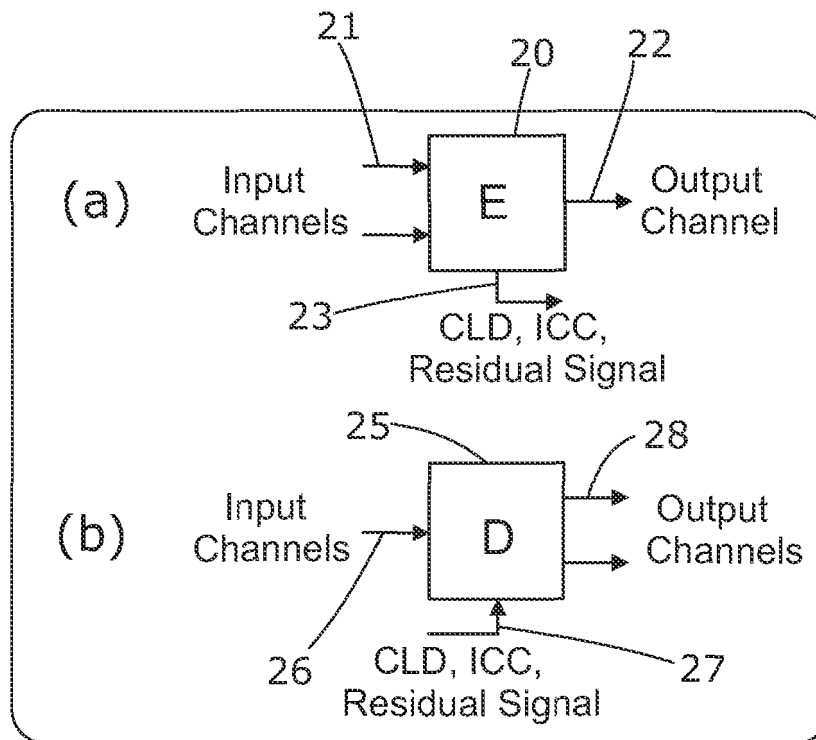 21
20
22
(a)
Input
Channels
E
Output
Channel
23
CLD, ICC,
Residual Signal
25
28
(b)
Input
Channels
D
Output
Channels
26
CLD, ICC,
Residual Signal
27